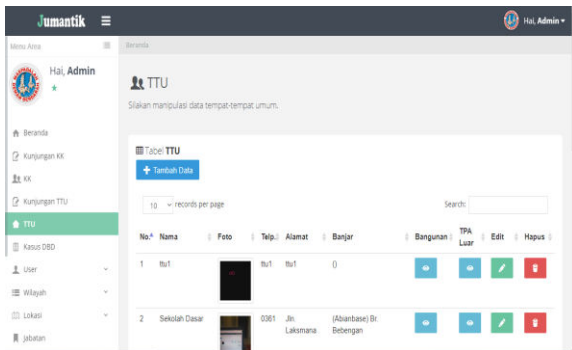 Jumantik
Hai, Admin
Menu Area
Beranda
Hai, Admin
TTU
Silakan manipulasi data tempat-tempat umum.
Beranda
Kunjungan KK
KK
Kunjungan TTU
TTU
Kasus DBD
User
Wilayah
Lokasi
Jabatan
Tabel TTU
Tambah Data
10 records per page
Search:
No. Nama Foto Telp. Alamat Banjar Bangunan TPA Luar Edit Hapus
1 ttu1 ttu1 ttu1 ()
2 Sekolah Dasar 0361 Jln. Laksmana (Abianbase) Br. Bebengan